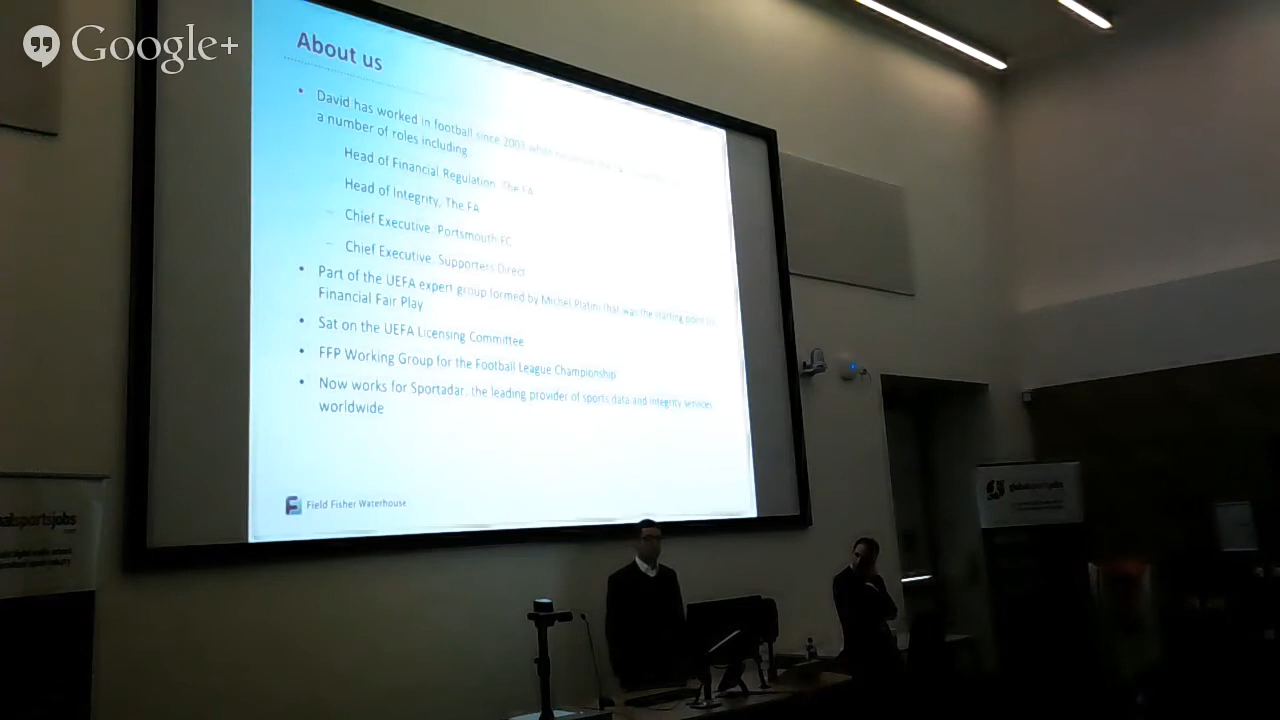 Google+
About us
• David has worked in football since 2003
a number of roles including
Head of Financial Regulation, The FA
Head of Integrity, The FA
– Chief Executive, Portsmouth FC
– Chief Executive, Supporters Direct
• Part of the UEFA expert group formed by Michel Platini that was the starting point
Financial Fair Play
• Sat on the UEFA Licensing Committee
• FFP Working Group for the Football League Championship
• Now works for Sportadar, the leading provider of sports data and integrity services
worldwide
Field Fisher Waterhouse
balsportsjobs
globalsportsjobs